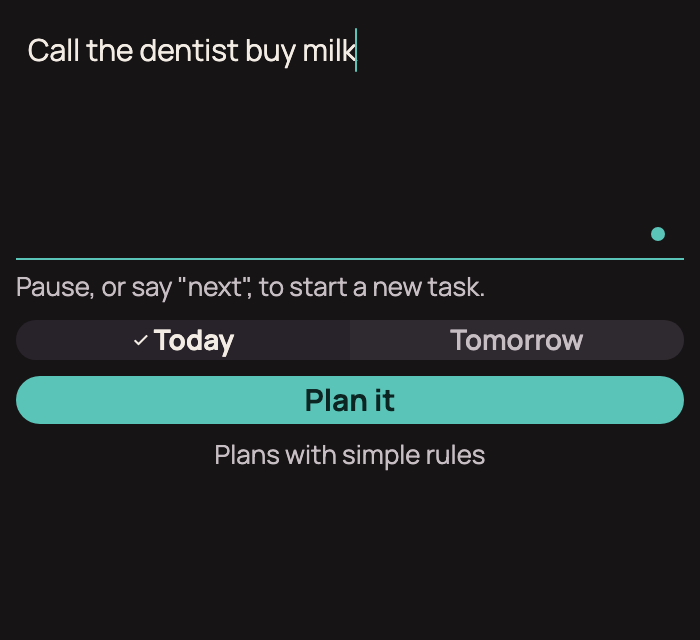 Call the dentist buy milk
Pause, or say "next", to start a new task.
Today
Tomorrow
Plan it
Plans with simple rules